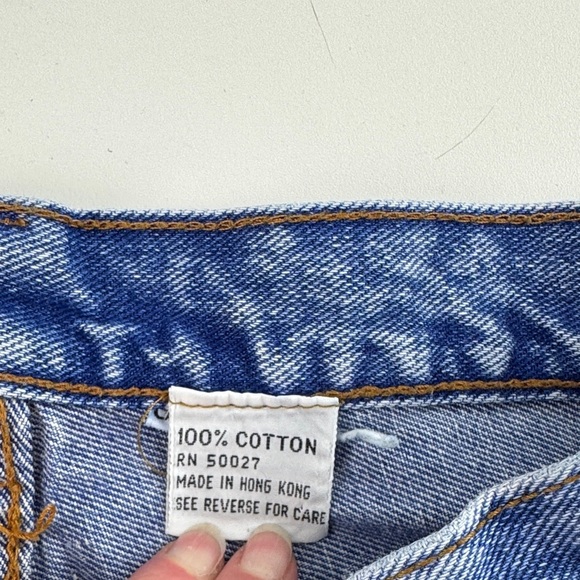 100% COTTON
RN 50027
MADE IN HONG KONG
SEE REVERSE FOR CARE